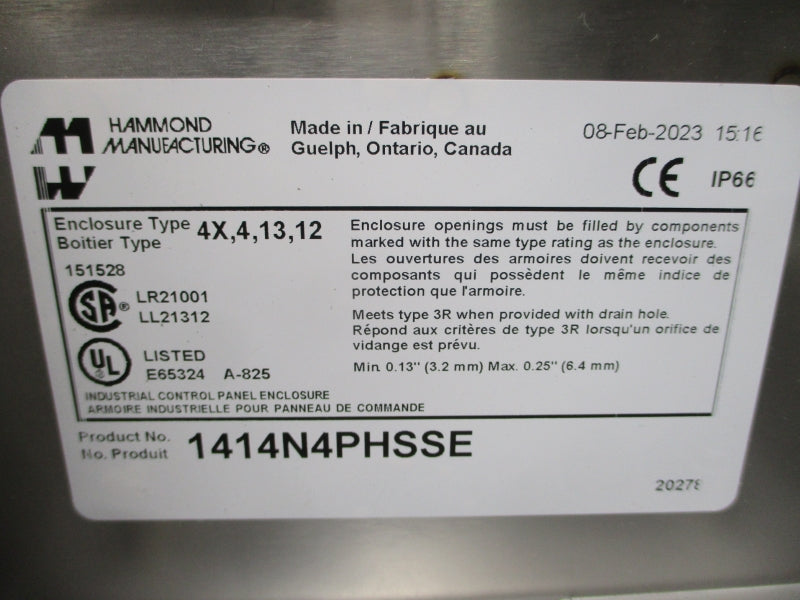 HAMMOND
MANUFACTURING®
Made in / Fabrique au
Guelph, Ontario, Canada
08-Feb-2023 15:16
CE IP66
Enclosure Type 4X,4,13,12
Boitier Type
151528
SA® LR21001
LL21312
UL LISTED
E65324 A-825
Enclosure openings must be filled by components
marked with the same type rating as the enclosure.
Les ouvertures des armoires doivent recevoir des
composants qui possèdent le même indice de
protection que l'armoire.
Meets type 3R when provided with drain hole.
Répond aux critères de type 3R lorsqu'un orifice de
vidange est prévu.
Min. 0.13" (3.2 mm) Max. 0.25" (6.4 mm)
INDUSTRIAL CONTROL PANEL ENCLOSURE
ARMOIRE INDUSTRIELLE POUR PANNEAU DE COMMANDE
Product No. 1414N4PHSSE
No. Produit
20278